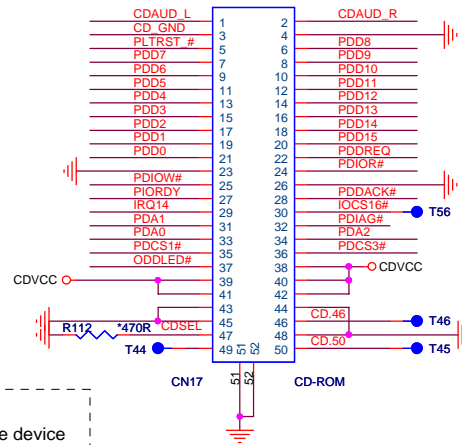 CDAUD_L 1 2 CDAUD_R
CD_GND 3 4
PLTRST_# 5 6 PDD8
PDD7 7 8 PDD9
PDD6 9 10 PDD10
PDD5 11 12 PDD11
PDD4 13 14 PDD12
PDD3 15 16 PDD13
PDD2 17 18 PDD14
PDD1 19 20 PDD15
PDD0 21 22 PDDREQ
23 24 PDIOR#
PDIOW# 25 26
PIORDY 27 28 PDDACK#
IRQ14 29 30 IOCS16# T56
PDA1 31 32 PDIAG#
PDA0 33 34 PDA2
PDCS1# 35 36 PDCS3#
ODDLED# 37 38
CDVCC 39 40 CDVCC
41 42
43 44
45 46 CD.46 T46
R112 *470R CDSEL 47 48
T44 49 51 52 50 CD.50 T45
CN17 51 52 CD-ROM
e device